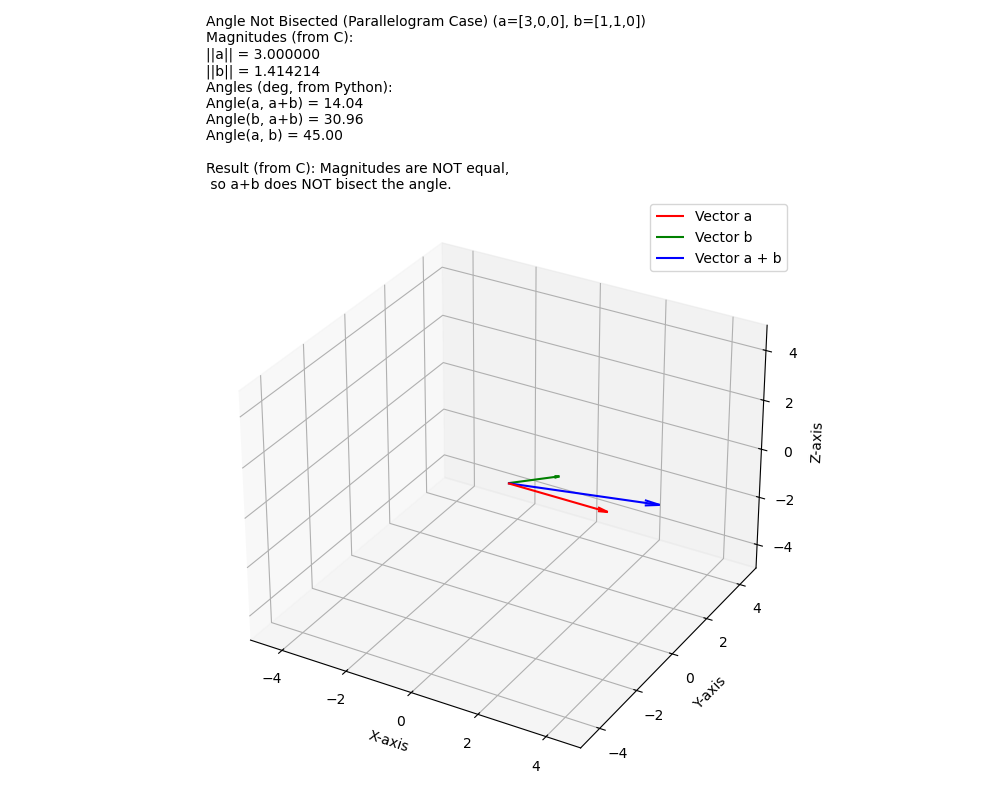 Angle Not Bisected (Parallelogram Case) (a=[3,0,0], b=[1,1,0])
Magnitudes (from C):
||a|| = 3.000000
||b|| = 1.414214
Angles (deg, from Python):
Angle(a, a+b) = 14.04
Angle(b, a+b) = 30.96
Angle(a, b) = 45.00
Result (from C): Magnitudes are NOT equal,
so a+b does NOT bisect the angle.
Vector a
Vector b
Vector a + b
4
2
0
−2
−4
Z-axis
4
2
0
−2
−4
Y-axis
−4
−2
0
2
4
X-axis